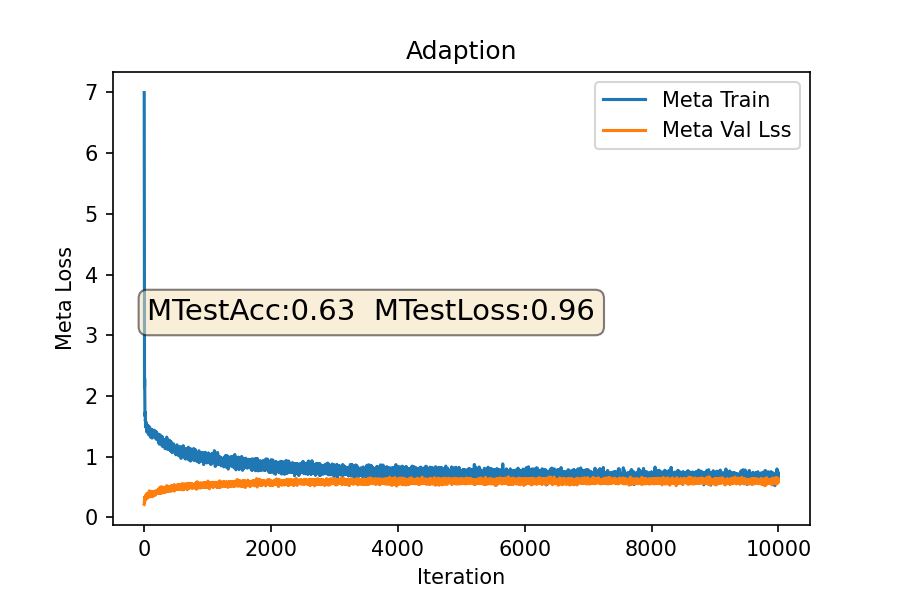 Adaption
7
6
5
4
3
2
1
0
Meta Loss
Meta Train
Meta Val Lss
MTestAcc:0.63 MTestLoss:0.96
0 2000 4000 6000 8000 10000
Iteration